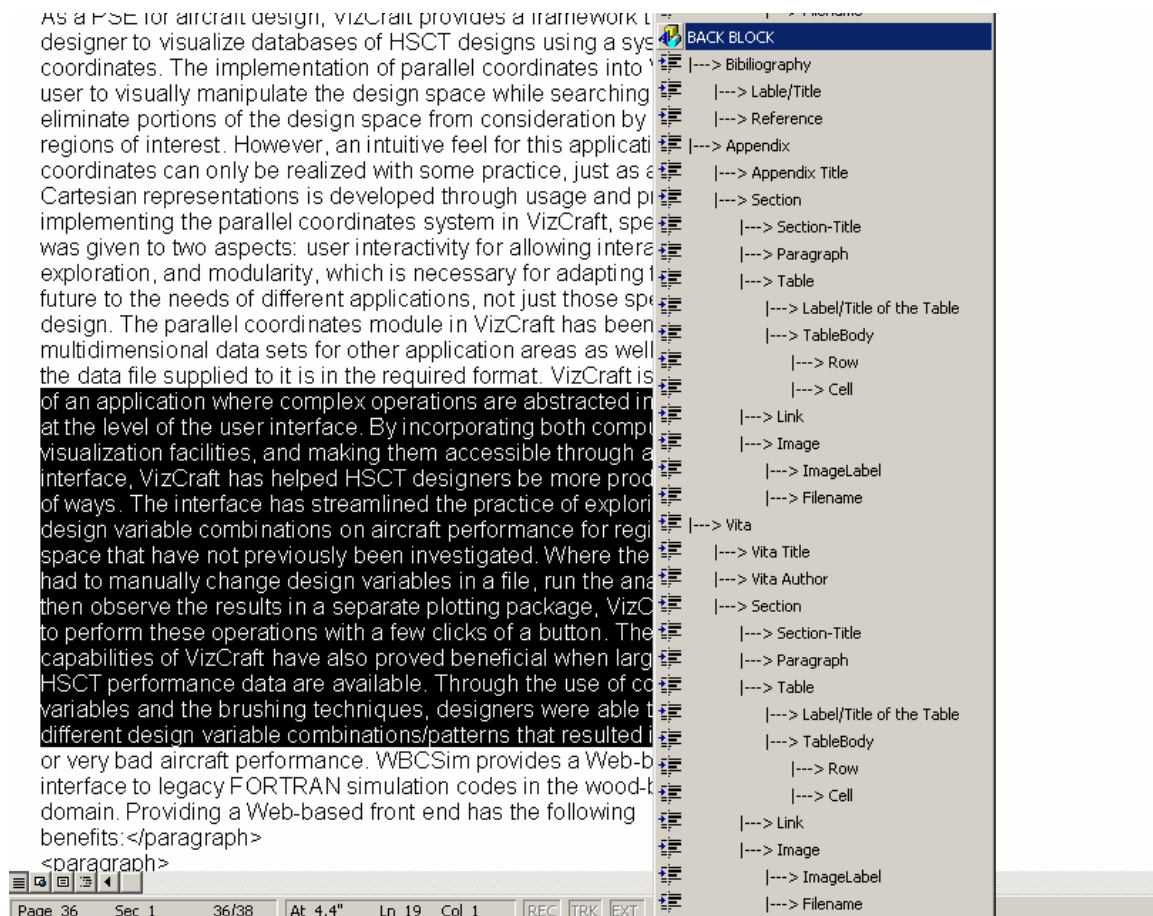 As a PSE for aircraft design, VizCraft provides a framework t
designer to visualize databases of HSCT designs using a sys
coordinates. The implementation of parallel coordinates into
user to visually manipulate the design space while searching
eliminate portions of the design space from consideration by
regions of interest. However, an intuitive feel for this applicati
coordinates can only be realized with some practice, just as a
Cartesian representations is developed through usage and pr
implementing the parallel coordinates system in VizCraft, spe
was given to two aspects: user interactivity for allowing intera
exploration, and modularity, which is necessary for adapting t
future to the needs of different applications, not just those spe
design. The parallel coordinates module in VizCraft has been
multidimensional data sets for other application areas as well
the data file supplied to it is in the required format. VizCraft is
of an application where complex operations are abstracted in
at the level of the user interface. By incorporating both compu
visualization facilities, and making them accessible through a
interface, VizCraft has helped HSCT designers be more prod
of ways. The interface has streamlined the practice of explori
design variable combinations on aircraft performance for regi
space that have not previously been investigated. Where the
had to manually change design variables in a file, run the ana
then observe the results in a separate plotting package, VizC
to perform these operations with a few clicks of a button. The
capabilities of VizCraft have also proved beneficial when larg
HSCT performance data are available. Through the use of co
variables and the brushing techniques, designers were able t
different design variable combinations/patterns that resulted i
or very bad aircraft performance. WBCSim provides a Web-b
interface to legacy FORTRAN simulation codes in the wood-b
domain. Providing a Web-based front end has the following
benefits:</paragraph>
<paragraph>
|---> Filename
BACK BLOCK
|---> Bibiliography
|---> Lable/Title
|---> Reference
|---> Appendix
|---> Appendix Title
|---> Section
|---> Section-Title
|---> Paragraph
|---> Table
|---> Label/Title of the Table
|---> TableBody
|---> Row
|---> Cell
|---> Link
|---> Image
|---> ImageLabel
|---> Filename
|---> Vita
|---> Vita Title
|---> Vita Author
|---> Section
|---> Section-Title
|---> Paragraph
|---> Table
|---> Label/Title of the Table
|---> TableBody
|---> Row
|---> Cell
|---> Link
|---> Image
|---> ImageLabel
|---> Filename
Page 36 Sec 1 36/38 At 4.4" Ln 19 Col 1 REC TRK EXT